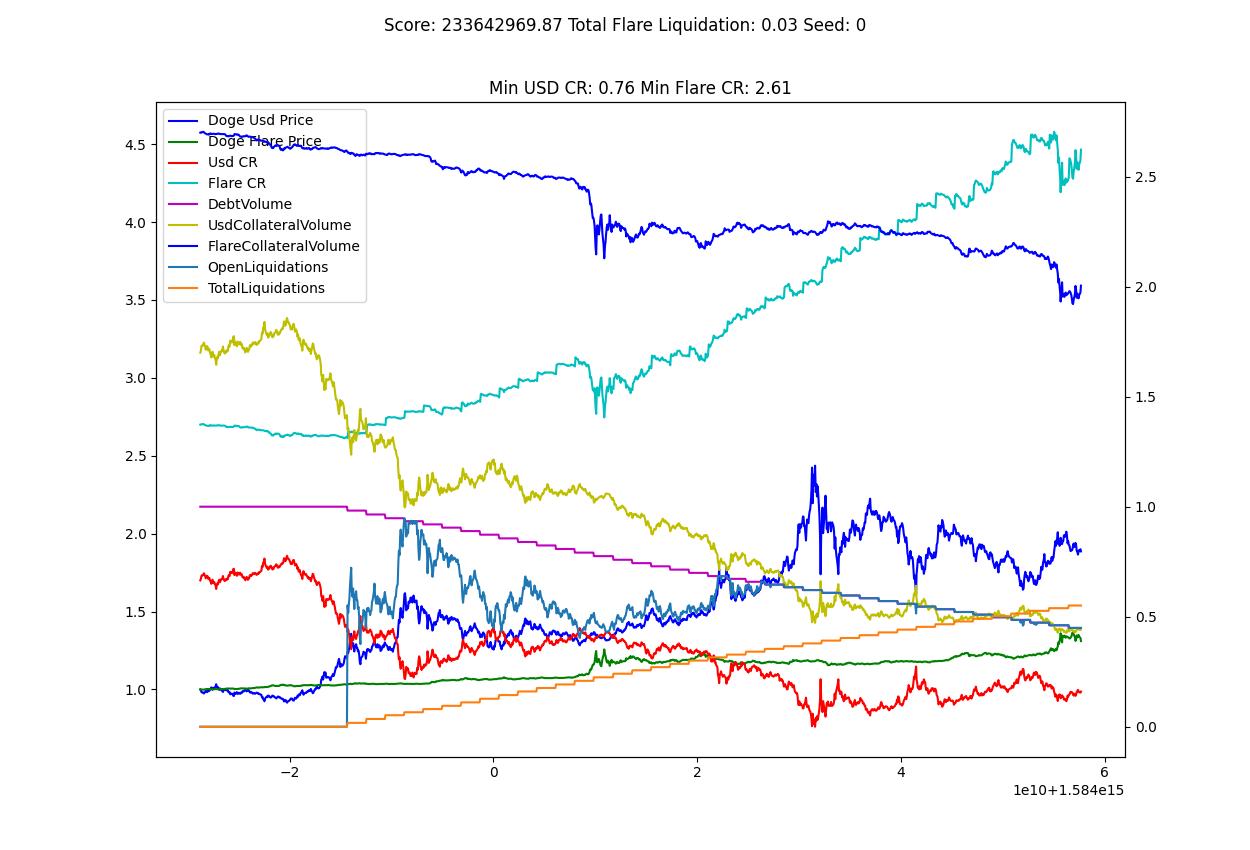 Score: 233642969.87 Total Flare Liquidation: 0.03 Seed: 0
Min USD CR: 0.76 Min Flare CR: 2.61
Doge Usd Price
Doge Flare Price
Usd CR
Flare CR
DebtVolume
UsdCollateralVolume
FlareCollateralVolume
OpenLiquidations
TotalLiquidations
4.5
4.0
3.5
3.0
2.5
2.0
1.5
1.0
2.5
2.0
1.5
1.0
0.5
0.0
−2 0 2 4 6
1e10+1.584e15